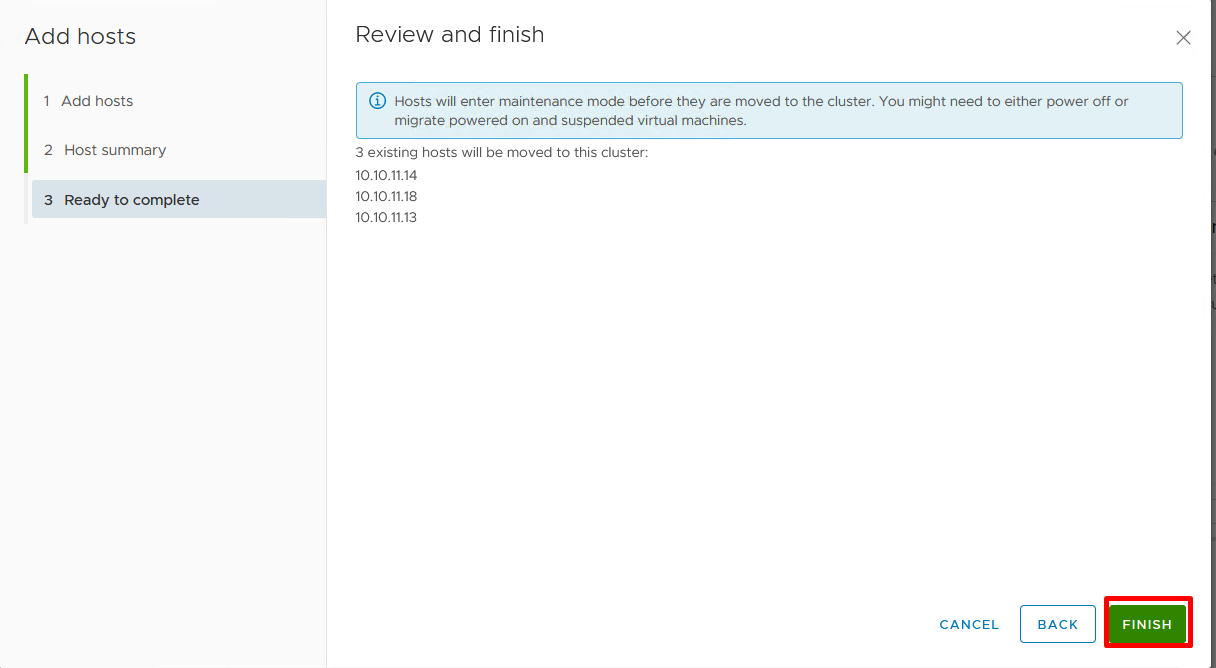 Add hosts
1 Add hosts
2 Host summary
3 Ready to complete
Review and finish
Hosts will enter maintenance mode before they are moved to the cluster. You might need to either power off or
migrate powered on and suspended virtual machines.
3 existing hosts will be moved to this cluster:
10.10.11.14
10.10.11.18
10.10.11.13
CANCEL
BACK
FINISH